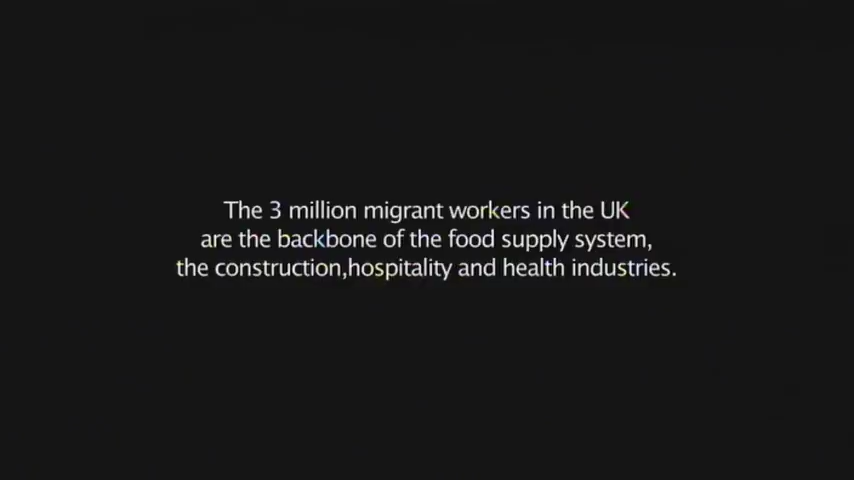 The 3 million migrant workers in the UK
are the backbone of the food supply system,
the construction,hospitality and health industries.